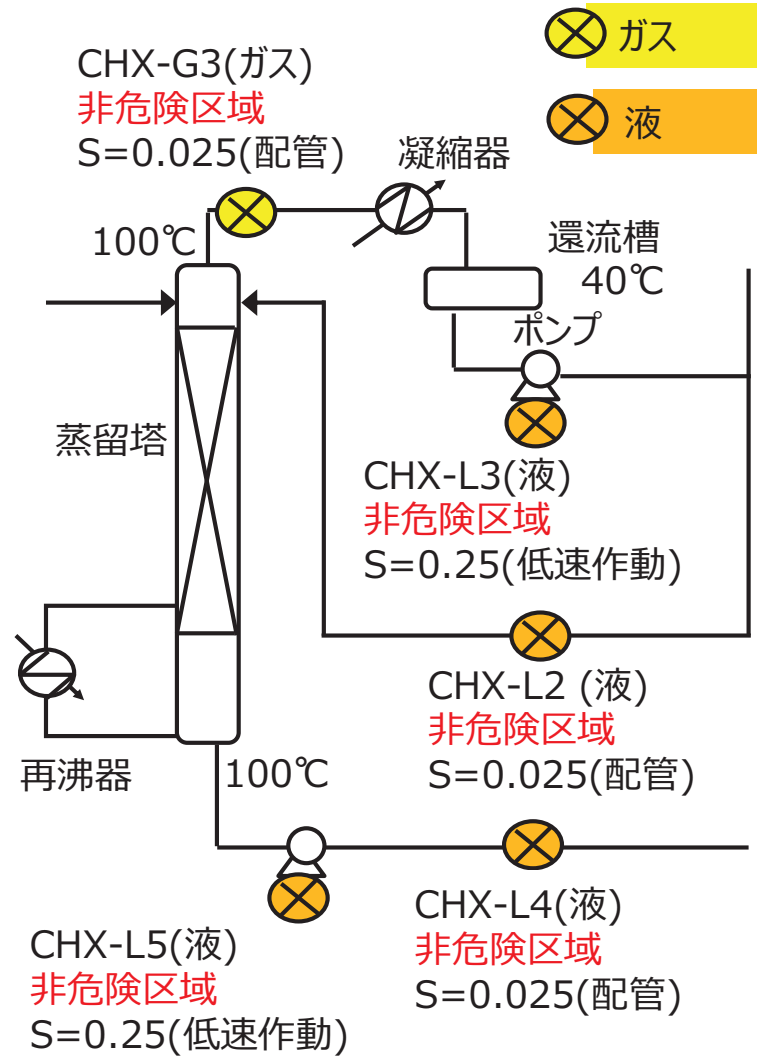 ガス
液
CHX-G3(ガス)
非危険区域
S=0.025(配管)
凝縮器
100℃
還流槽
40℃
ポンプ
蒸留塔
CHX-L3(液)
非危険区域
S=0.25(低速作動)
CHX-L2 (液)
非危険区域
S=0.025(配管)
再沸器
100℃
CHX-L4(液)
非危険区域
S=0.025(配管)
CHX-L5(液)
非危険区域
S=0.25(低速作動)